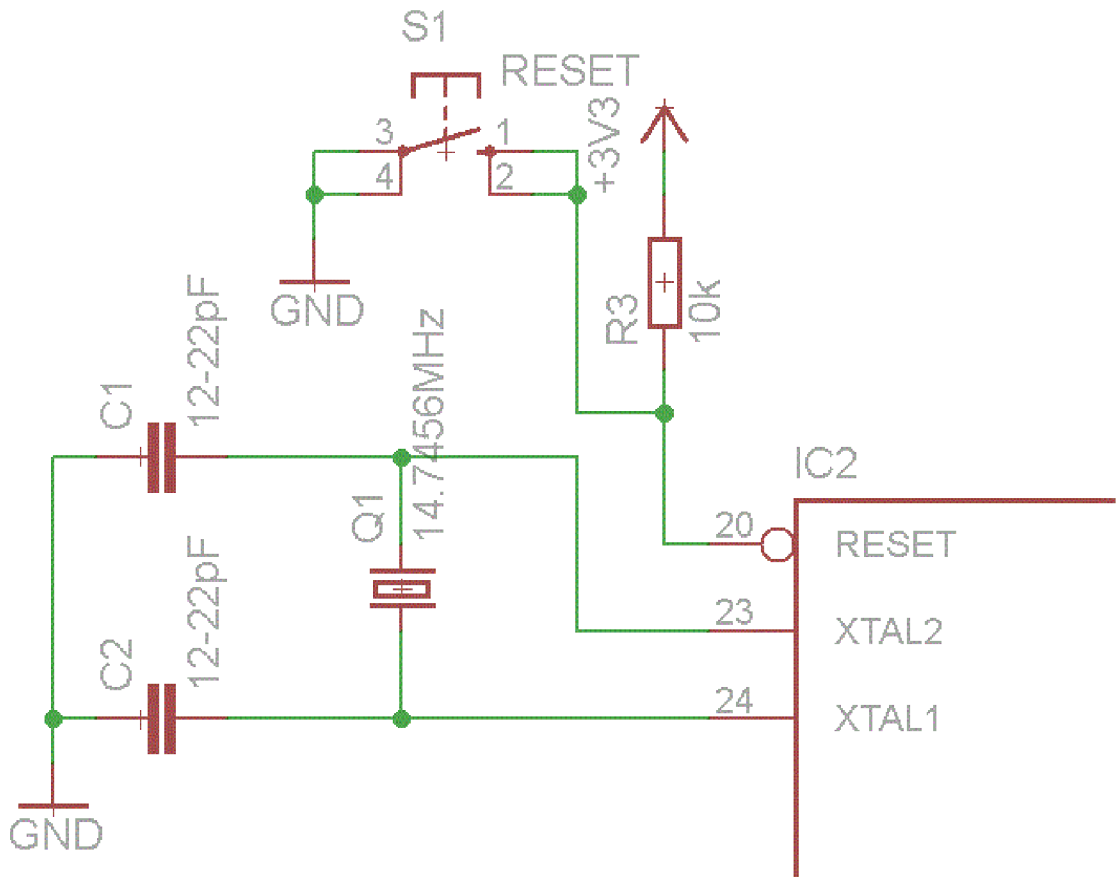 S1
RESET
3
1
4
2
+3V3
GND
R3
10k
C1
12-22pF
14.7456MHz
Q1
IC2
20
RESET
C2
12-22pF
23
XTAL2
24
XTAL1
GND